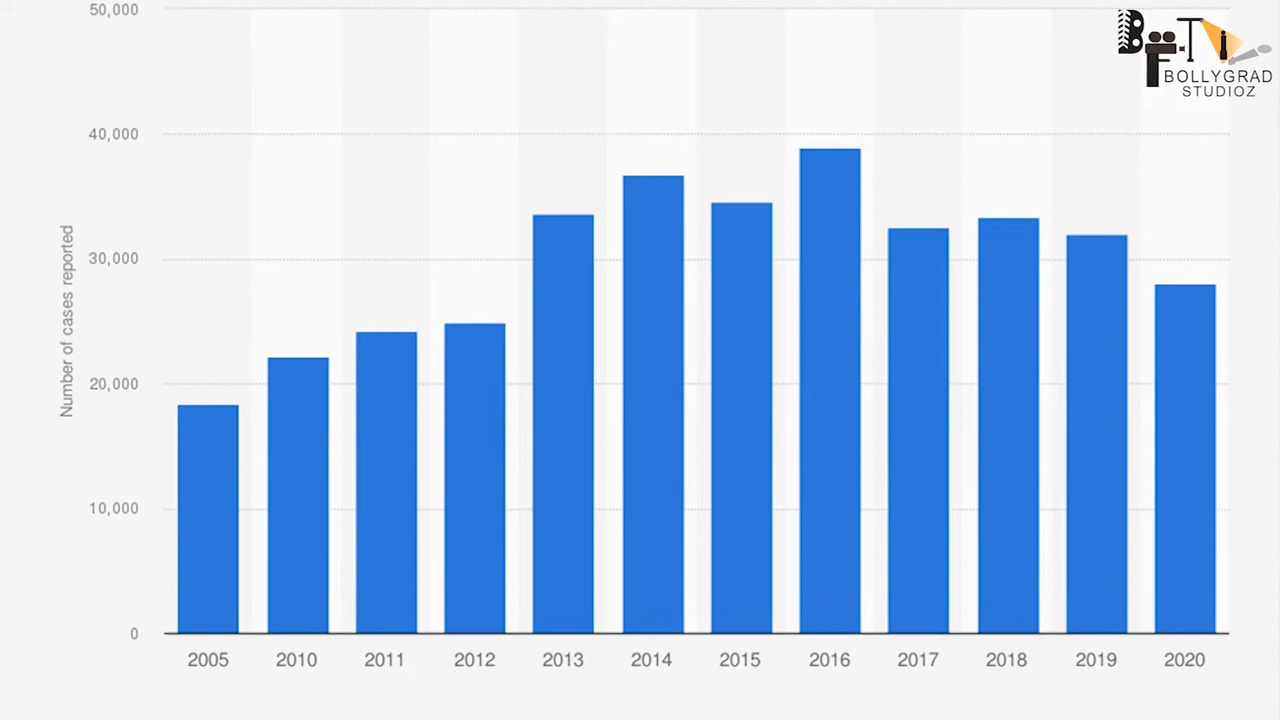 50,000
40,000
30,000
20,000
10,000
0
Number of cases reported
2005 2010 2011 2012 2013 2014 2015 2016 2017 2018 2019 2020
BFT
BOLLYGRAD
STUDIOZ